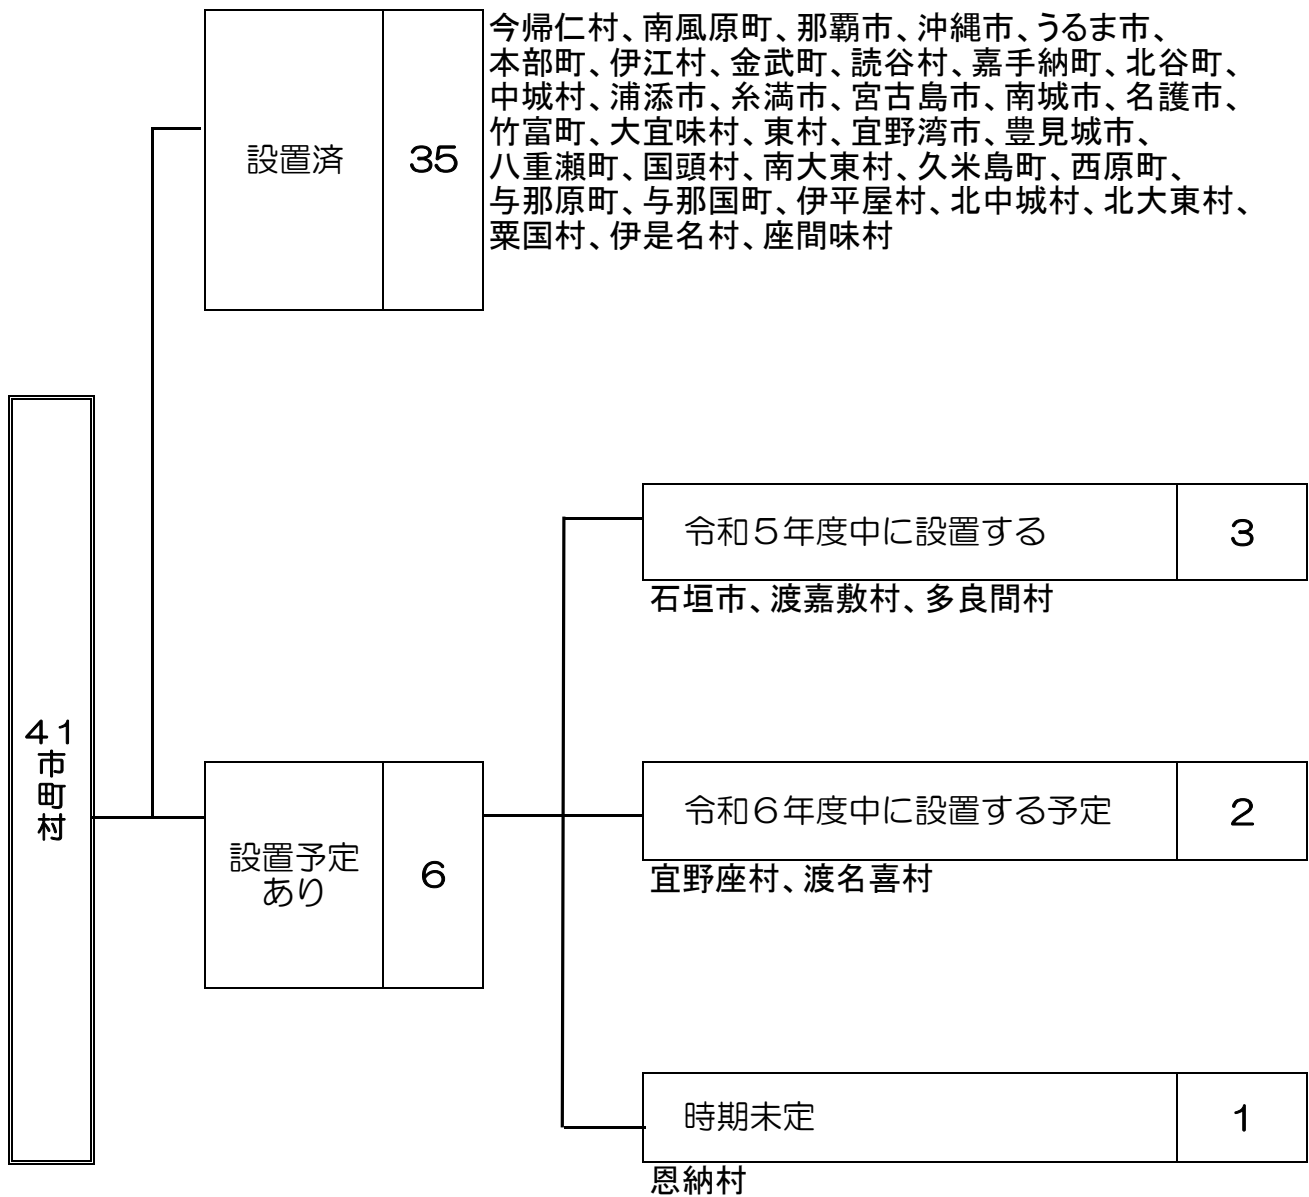 今帰仁村、南風原町、那覇市、沖縄市、うるま市、
本部町、伊江村、金武町、読谷村、嘉手納町、北谷町、
中城村、浦添市、糸満市、宮古島市、南城市、名護市、
竹富町、大宜味村、東村、宜野湾市、豊見城市、
八重瀬町、国頭村、南大東村、久米島町、西原町、
与那原町、与那国町、伊平屋村、北中城村、北大東村、
粟国村、伊是名村、座間味村
設置済
35
41
市
町
村
設置予定
あり
6
令和5年度中に設置する
3
石垣市、渡嘉敷村、多良間村
令和6年度中に設置する予定
2
宜野座村、渡名喜村
時期未定
1
恩納村